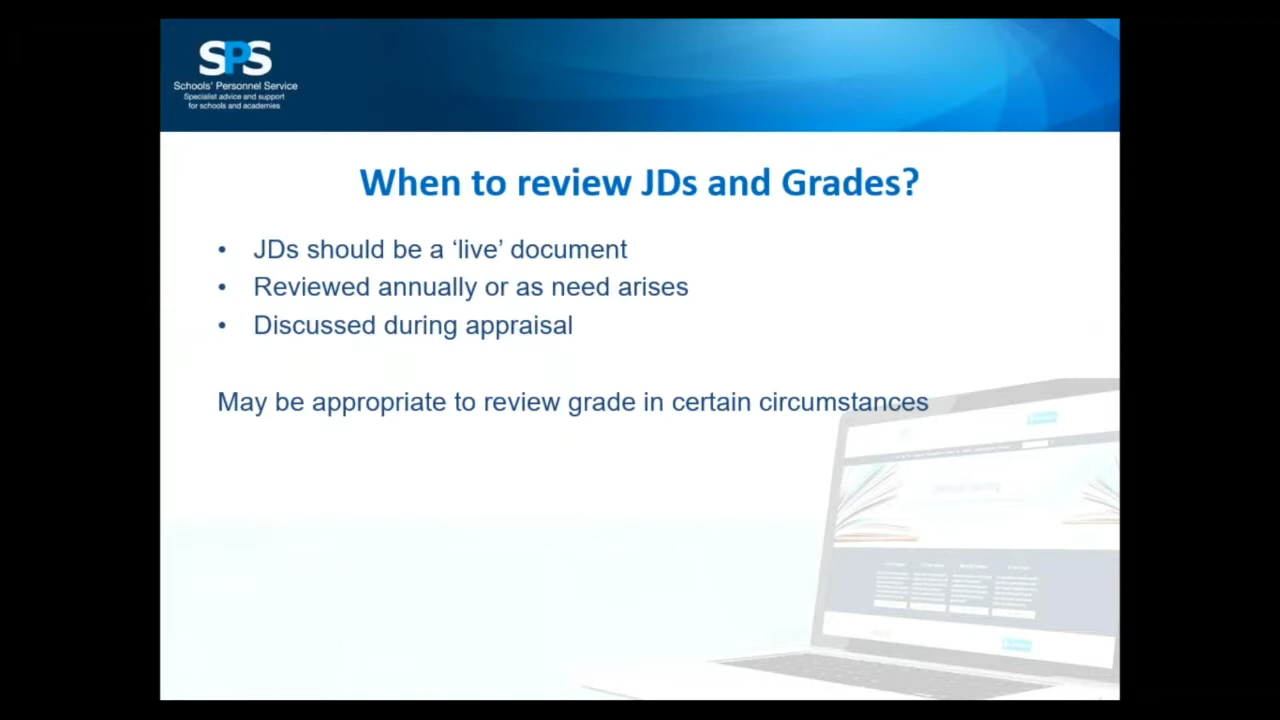 SPS
Schools' Personnel Service
Specialist advice and support
for schools and academies
When to review JDs and Grades?
• JDs should be a ‘live’ document
• Reviewed annually or as need arises
• Discussed during appraisal
May be appropriate to review grade in certain circumstances